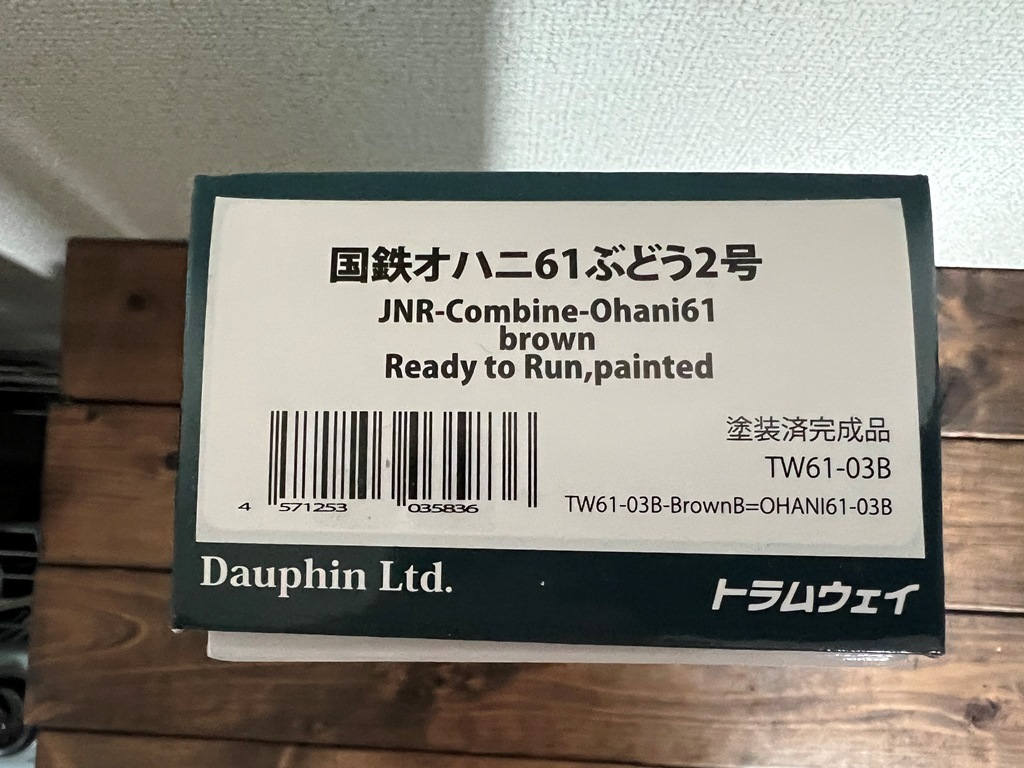 国鉄オハニ61ぶどう2号
JNR-Combine-Ohani61
brown
Ready to Run,painted
塗装済完成品
TW61-03B
TW61-03B-BrownB=OHANI61-03B
4 571253 035836
Dauphin Ltd.
トラムウェイ